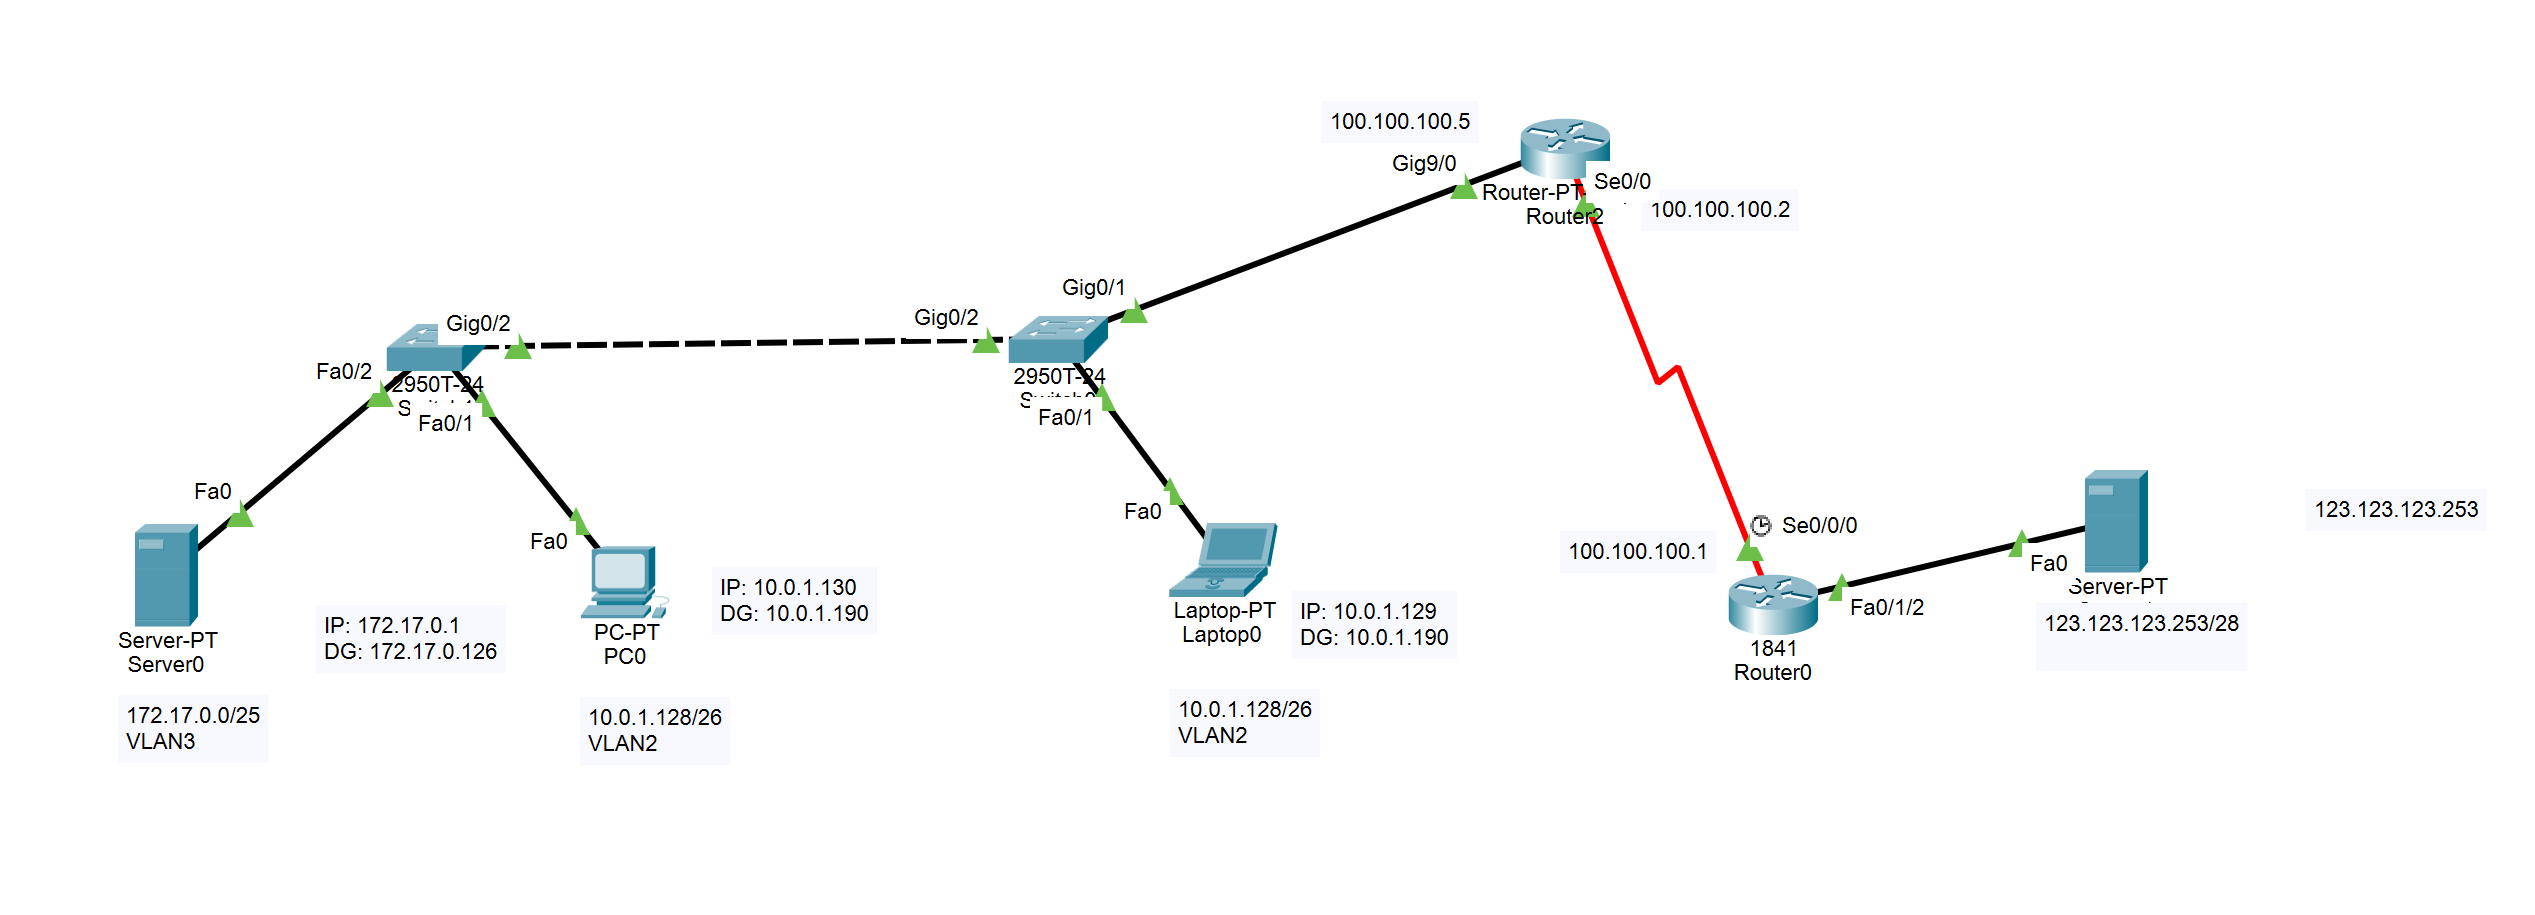 100.100.100.5
Gig9/0
Router-PT-
Router2
Se0/0
100.100.100.2
Gig0/1
Gig0/2
Gig0/2
Fa0/2
2950T-24
Fa0/1
2950T-24
Fa0/1
Fa0
Fa0
Fa0
Server-PT
Server0
IP: 172.17.0.1
DG: 172.17.0.126
PC-PT
PC0
IP: 10.0.1.130
DG: 10.0.1.190
Laptop-PT
Laptop0
IP: 10.0.1.129
DG: 10.0.1.190
172.17.0.0/25
VLAN3
10.0.1.128/26
VLAN2
10.0.1.128/26
VLAN2
100.100.100.1
Se0/0/0
Fa0/1/2
1841
Router0
Fa0
Server-PT
123.123.123.253/28
123.123.123.253